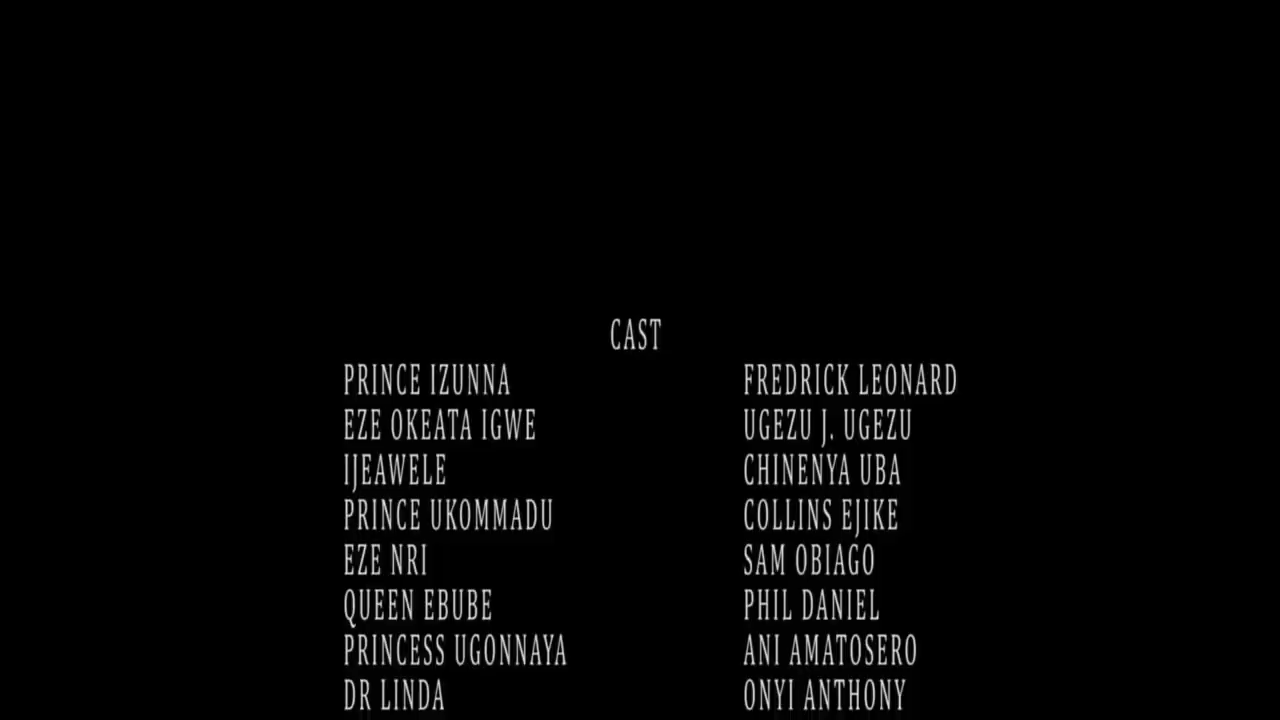 CAST
PRINCE IZUNNA FREDRICK LEONARD
EZE OKEATA IGWE UGEZU J. UGEZU
IJEAWELE CHINENYA UBA
PRINCE UKOMMADU COLLINS EJIKE
EZE NRI SAM OBIAGO
QUEEN EBUBE PHIL DANIEL
PRINCESS UGONNAYA ANI AMATOSERO
DR LINDA ONYI ANTHONY